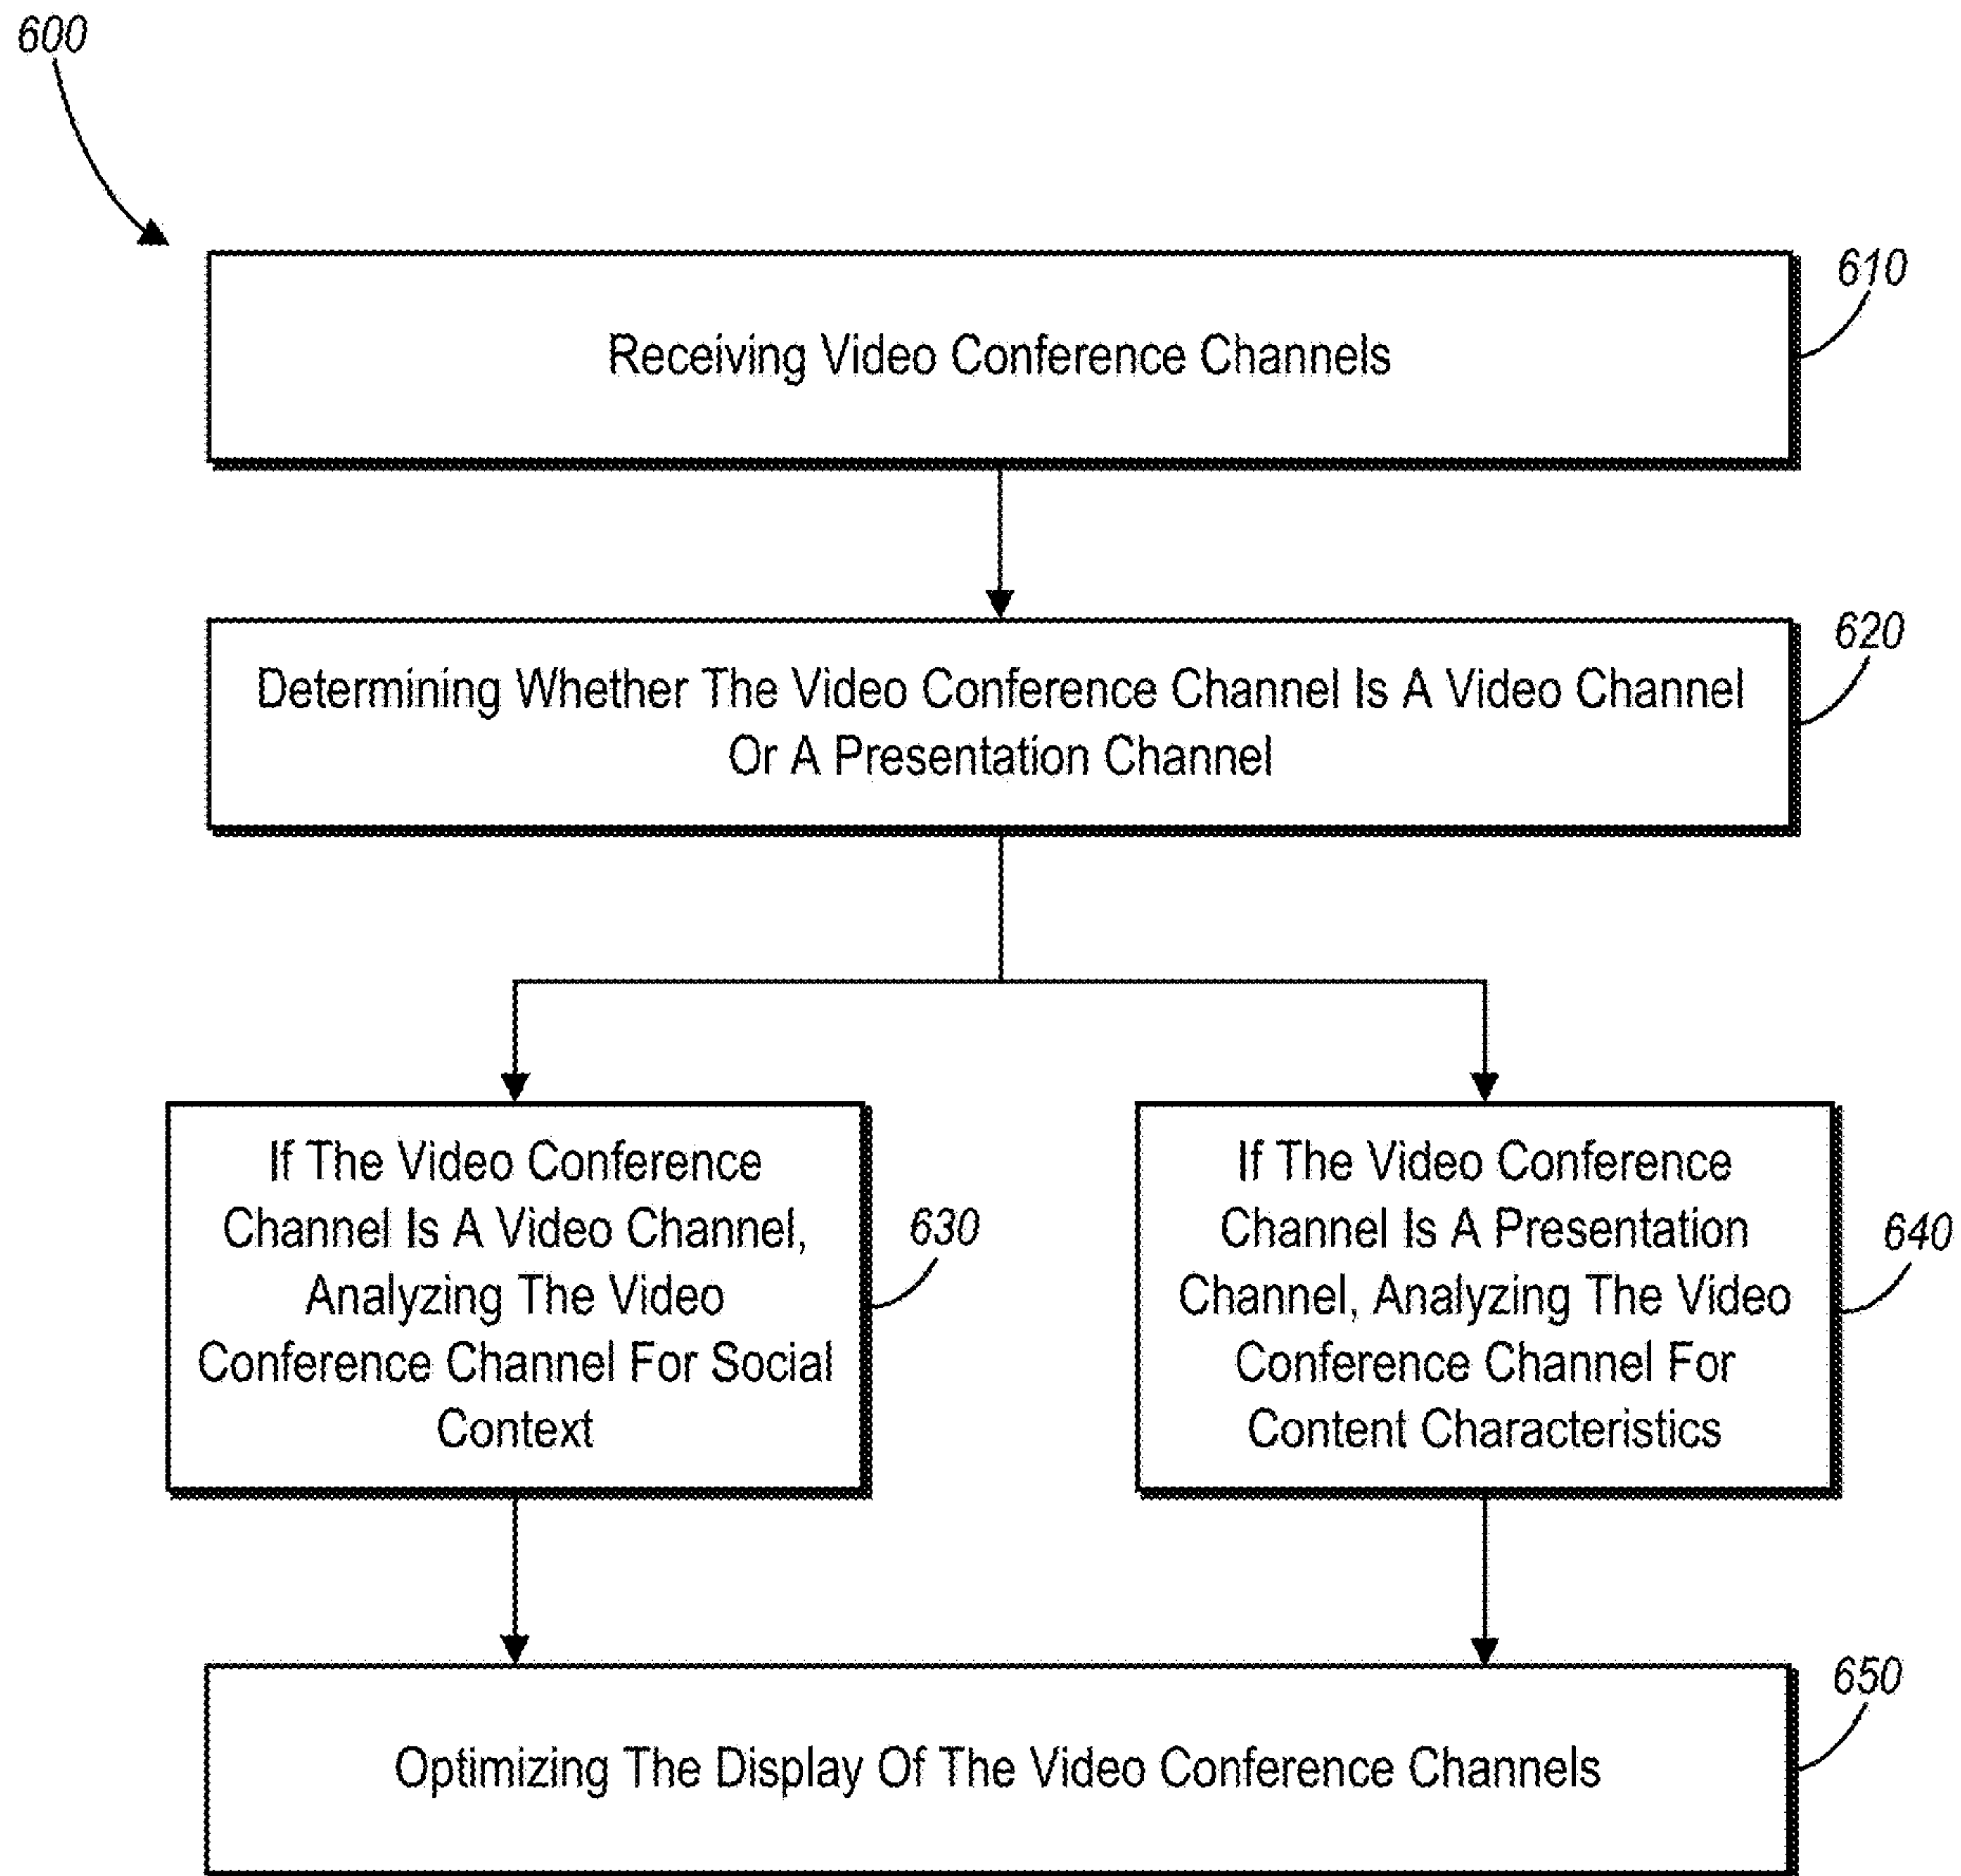 600
610
Receiving Video Conference Channels
620
Determining Whether The Video Conference Channel Is A Video Channel
Or A Presentation Channel
If The Video Conference
Channel Is A Video Channel,
Analyzing The Video
Conference Channel For Social
Context
630
If The Video Conference
Channel Is A Presentation
Channel, Analyzing The Video
Conference Channel For
Content Characteristics
640
650
Optimizing The Display Of The Video Conference Channels